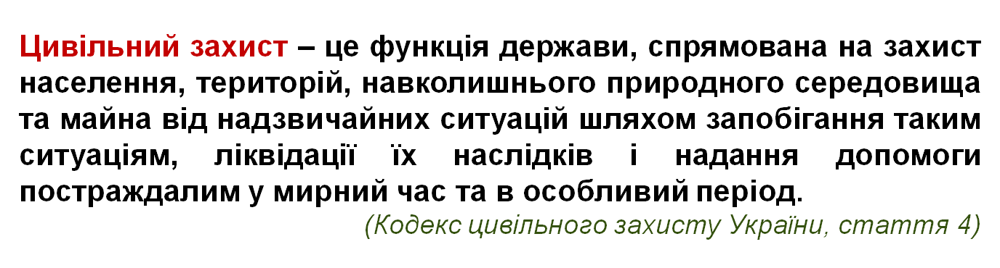 Цивільний захист – це функція держави, спрямована на захист
населення, територій, навколишнього природного середовища
та майна від надзвичайних ситуацій шляхом запобігання таким
ситуаціям, ліквідації їх наслідків і надання допомоги
постраждалим у мирний час та в особливий період.
(Кодекс цивільного захисту України, стаття 4)